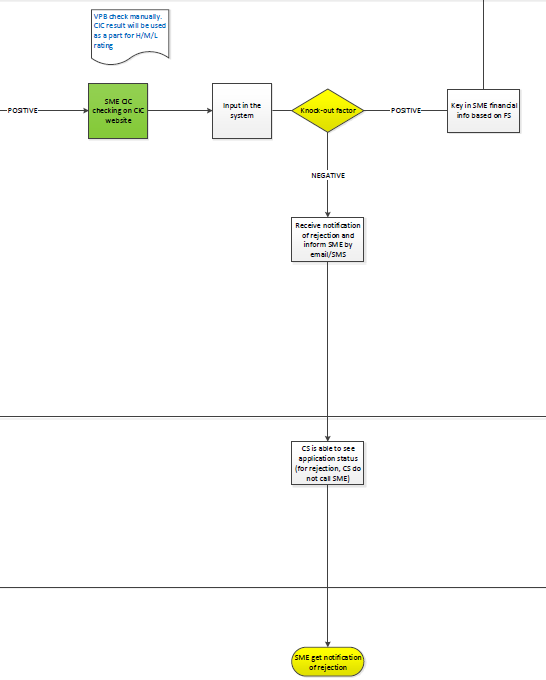 VPB check manually.
CIC result will be used
as a part for H/M/L
rating
POSITIVE
SME CIC
checking on CIC
website
Input in the
system
Knock-out factor
POSITIVE
Key in SME financial
info based on FS
NEGATIVE
Receive notification
of rejection and
inform SME by
email/SMS
CS is able to see
application status
(for rejection, CS do
not call SME)
SME get notification
of rejection